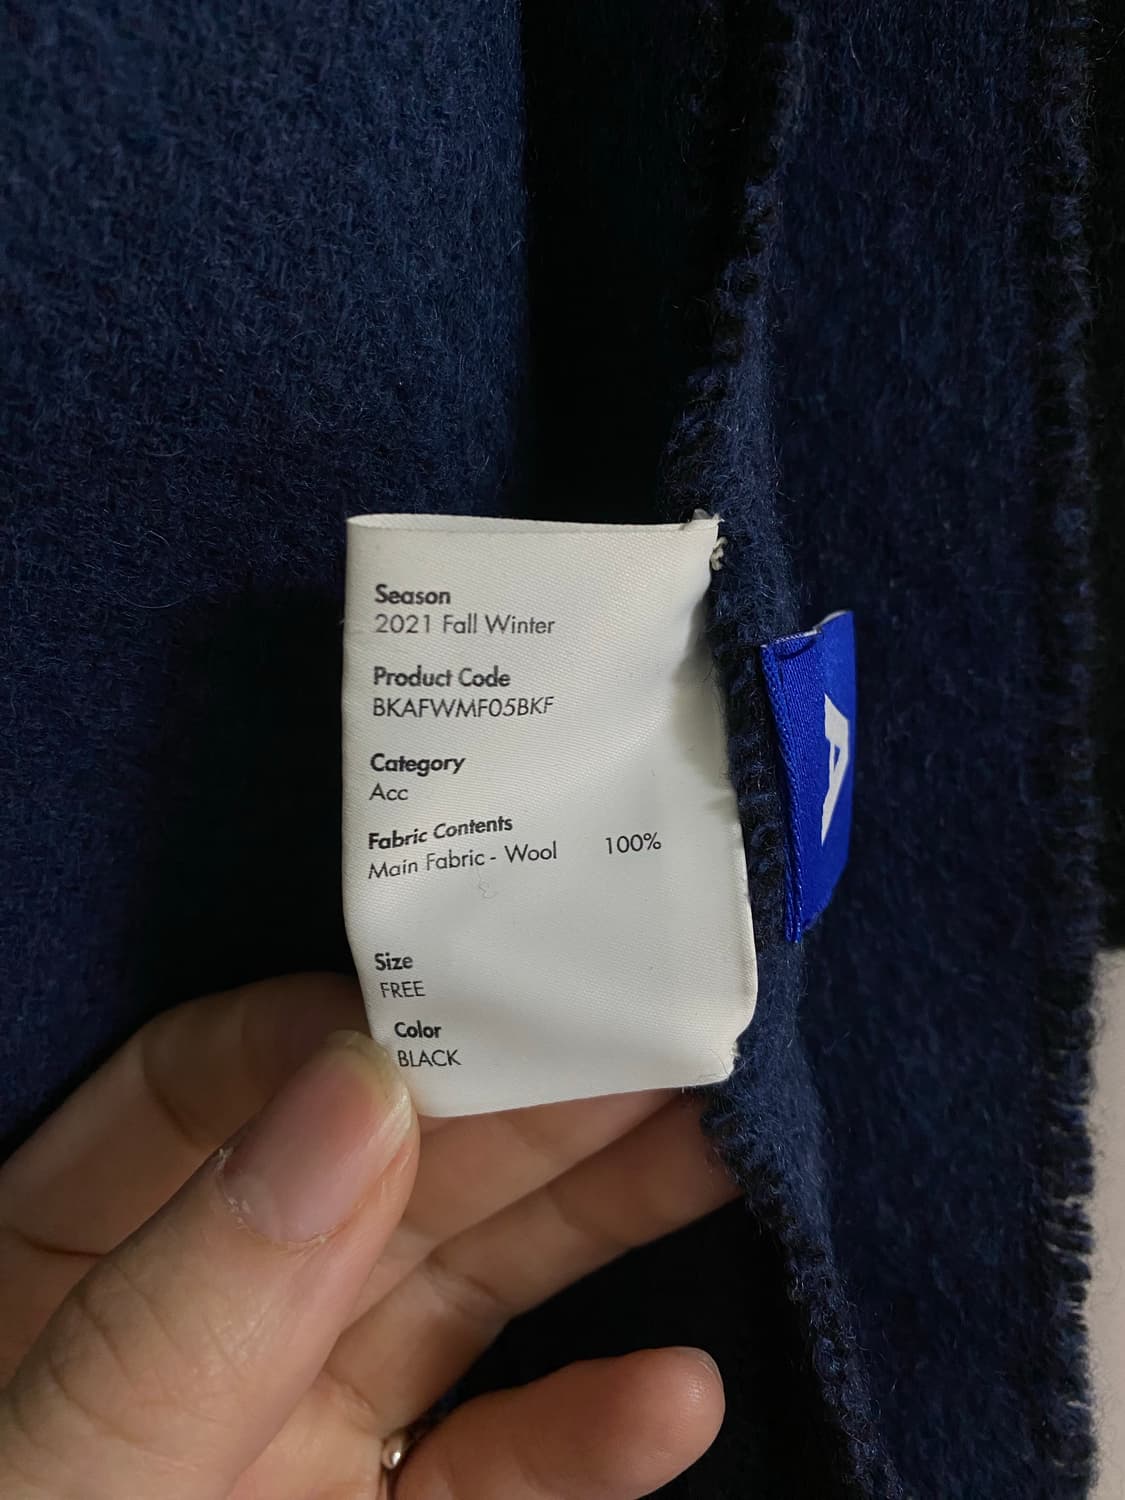 Season
2021 Fall Winter
Product Code
BKAFWMF05BKF
Category
Acc
Fabric Contents
Main Fabric - Wool 100%
Size
FREE
Color
BLACK
A